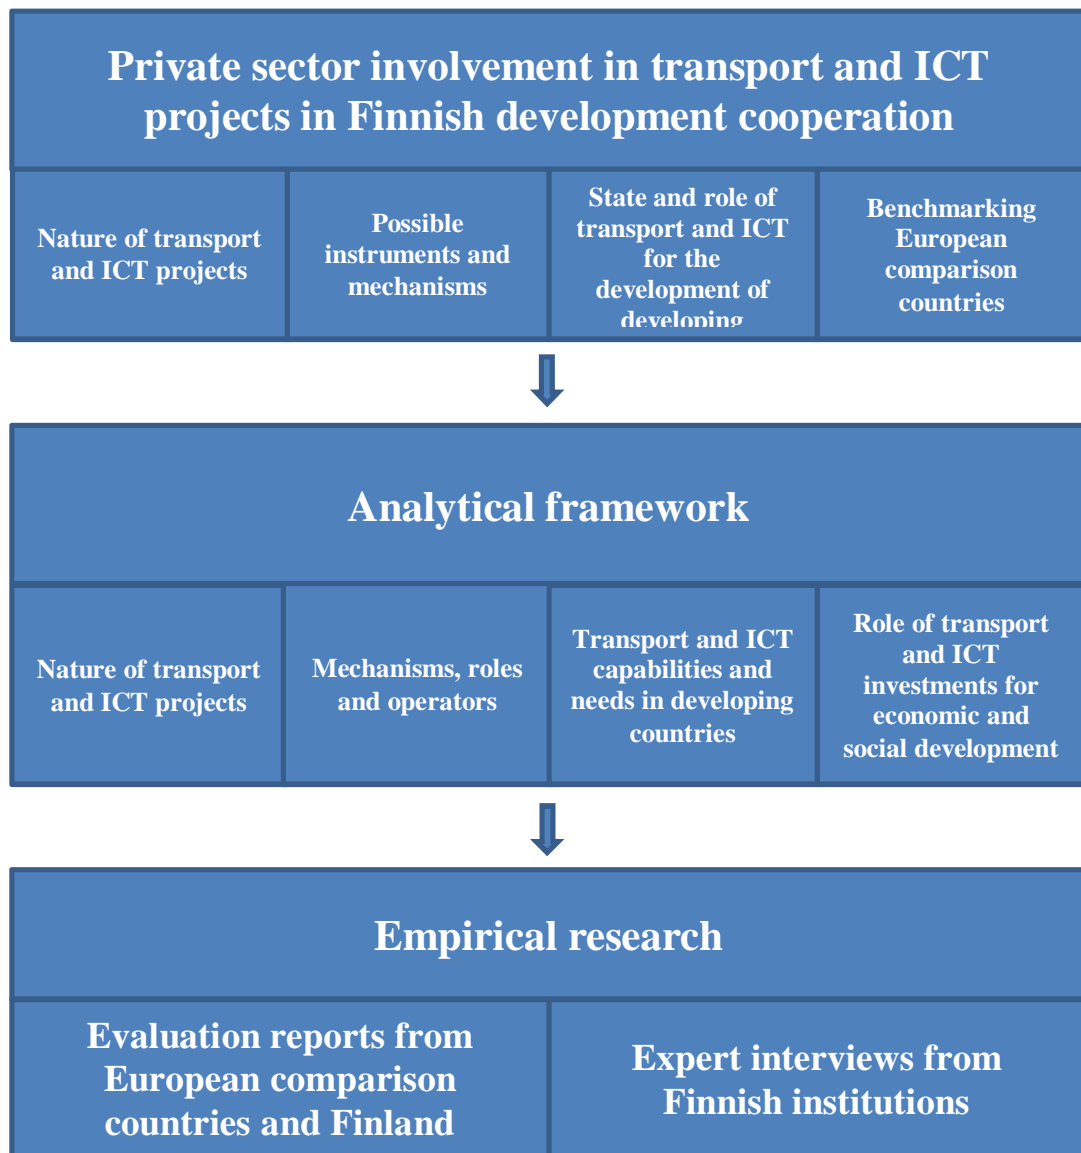 Private sector involvement in transport and ICT
projects in Finnish development cooperation
Nature of transport
and ICT projects
Possible
instruments and
mechanisms
State and role of
transport and ICT
for the
development of
developing
Benchmarking
European
comparison
countries
Analytical framework
Nature of transport
and ICT projects
Mechanisms, roles
and operators
Transport and ICT
capabilities and
needs in developing
countries
Role of transport
and ICT
investments for
economic and
social development
Empirical research
Evaluation reports from
European comparison
countries and Finland
Expert interviews from
Finnish institutions